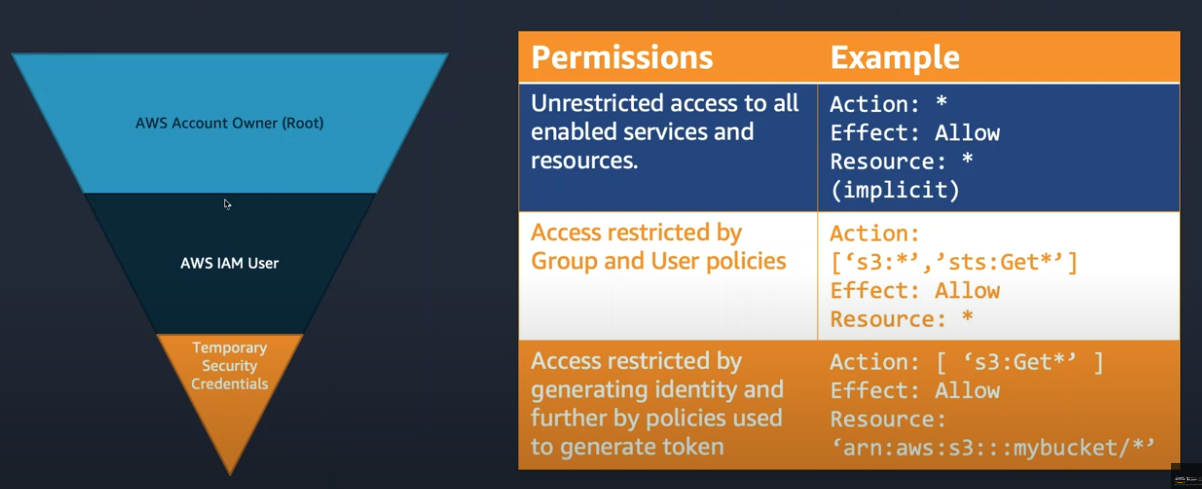 AWS Account Owner (Root)
AWS IAM User
Temporary
Security
Credentials
Permissions
Example
Unrestricted access to all
enabled services and
resources.
Action: *
Effect: Allow
Resource: *
(implicit)
Access restricted by
Group and User policies
Action:
[‘s3:*’,’sts:Get*’]
Effect: Allow
Resource: *
Access restricted by
generating identity and
further by policies used
to generate token
Action: [ ‘s3:Get*’ ]
Effect: Allow
Resource:
‘arn:aws:s3:::mybucket/*’